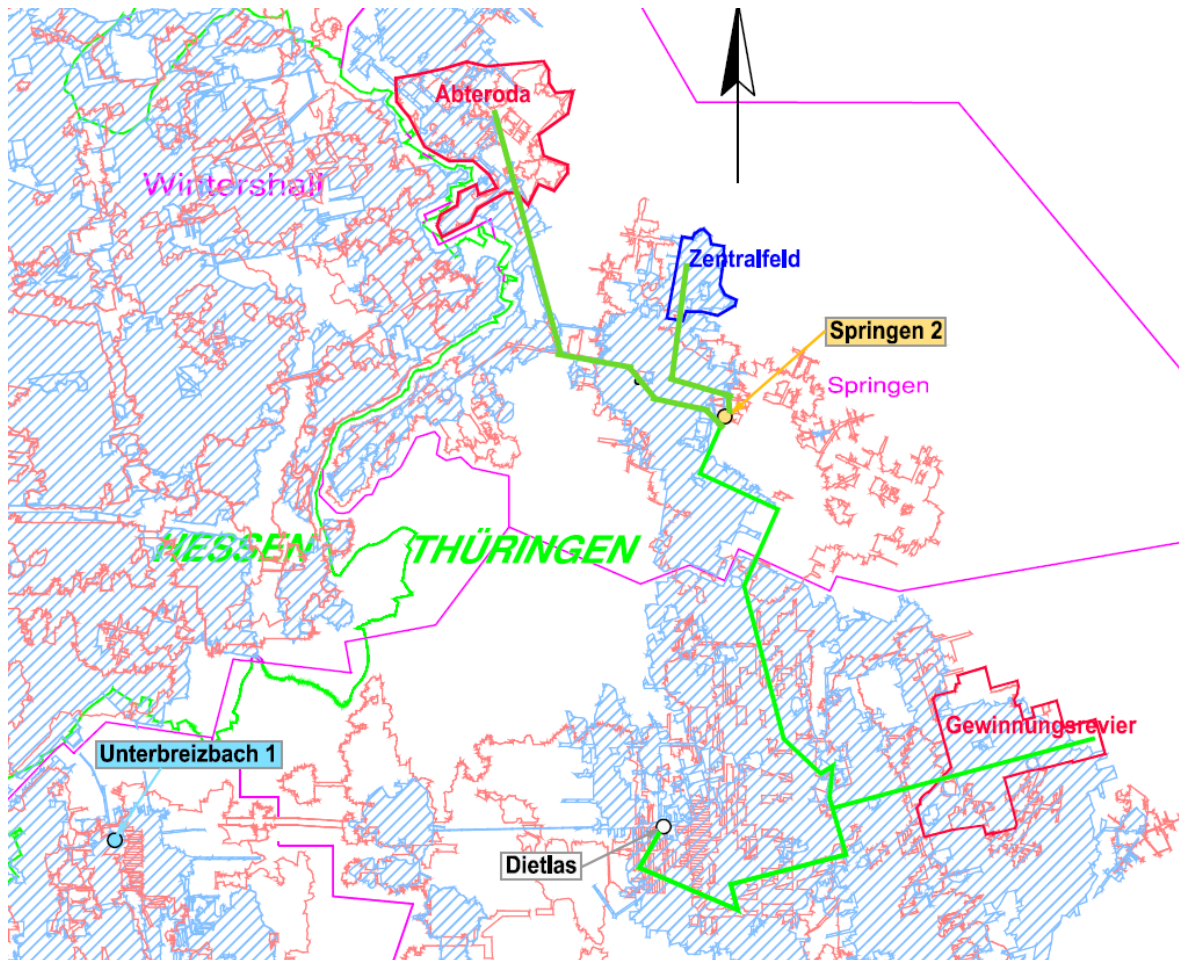 Abteroda
Wintershall
Zentralfeld
Springen 2
Springen
HESSEN THÜRINGEN
Gewinnungsrevier
Unterbreizbach 1
Dietlas